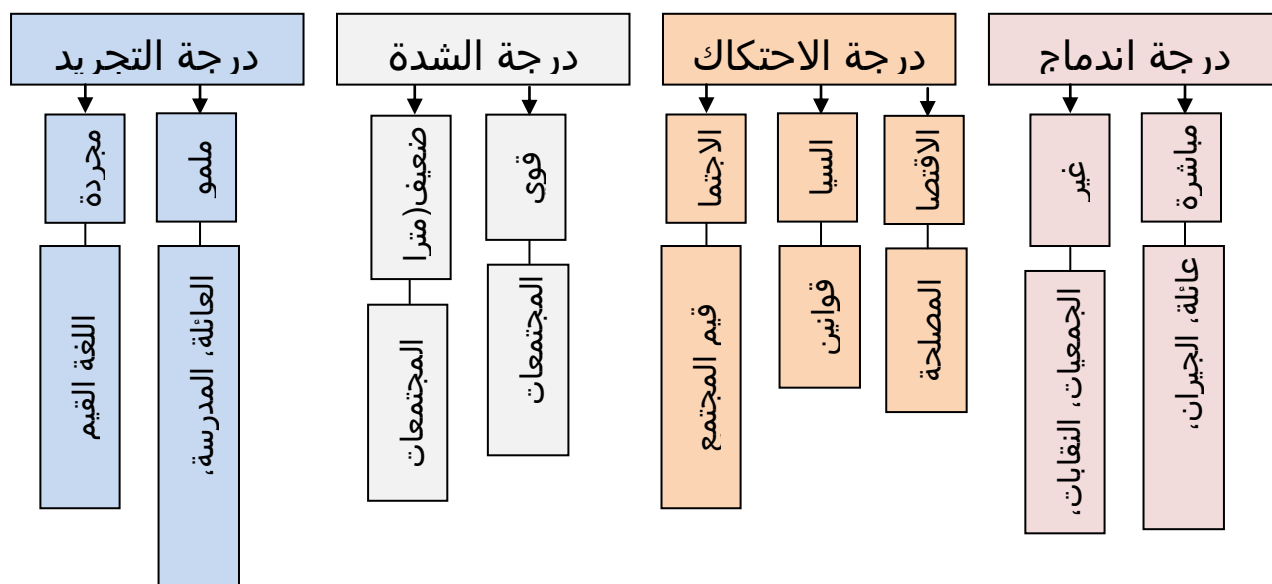 درجة اندماج
درجة الاحتكاك
درجة الشدة
درجة التجريد
مباشرة
غير
الاقتصا
السيا
الاجتما
قوي
ضعيف(مترا
ملمو
مجردة
عائلة، الجيران،
الجمعيات، النقابات،
المصلحة
قوانين
قيم المجتمع
المجتمعات
المجتمعات
العائلة، المدرسة،
اللغة القيم